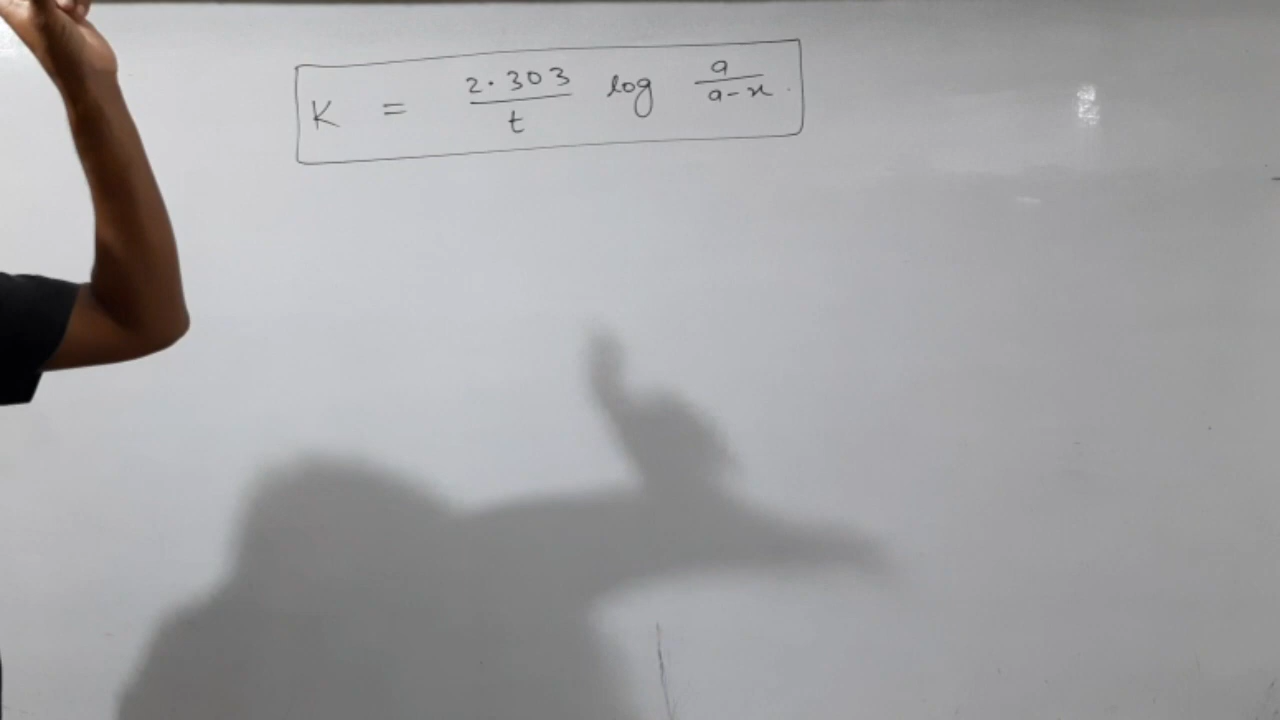 K = 2.303/t log a/a-x.